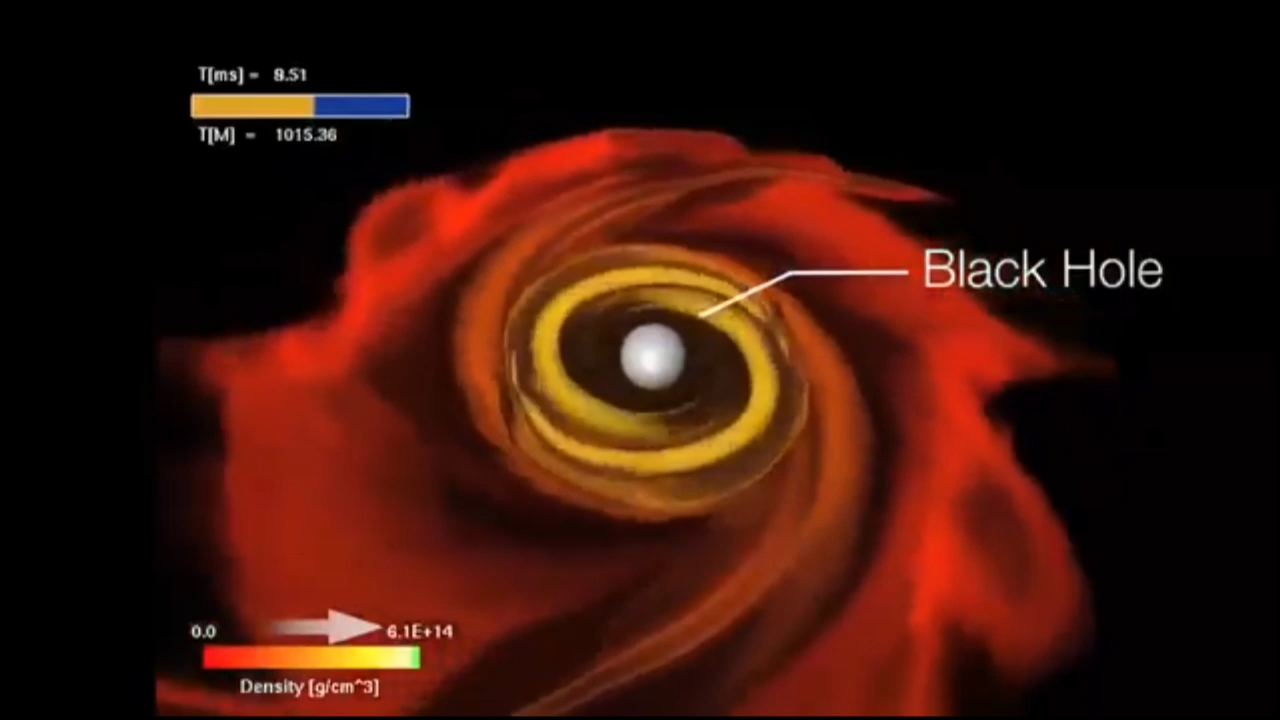 T[ms] = 8.51
T[M] = 1015.36
Black Hole
0.0 6.1E+14
Density [g/cm^3]